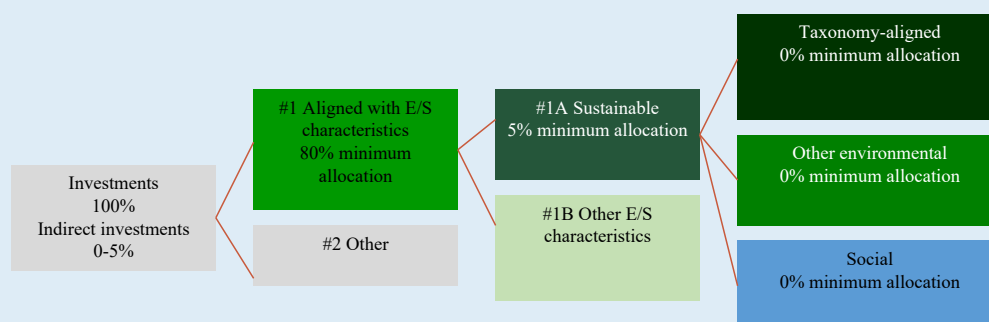 Investments
100%
Indirect investments
0-5%
#1 Aligned with E/S
characteristics
80% minimum
allocation
#2 Other
#1A Sustainable
5% minimum allocation
#1B Other E/S
characteristics
Taxonomy-aligned
0% minimum allocation
Other environmental
0% minimum allocation
Social
0% minimum allocation